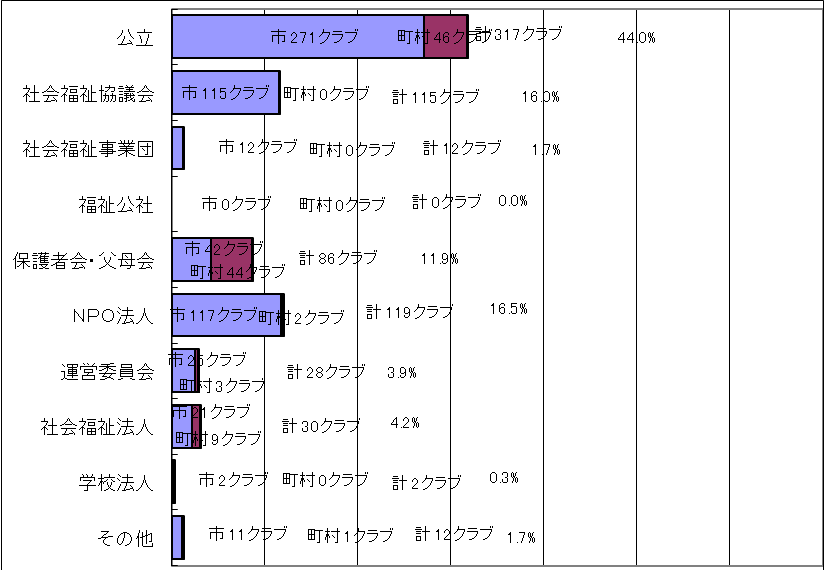 公立 市271クラブ 町村46クラブ 計317クラブ 44.0%
社会福祉協議会 市115クラブ 町村0クラブ 計115クラブ 16.0%
社会福祉事業団 市12クラブ 町村0クラブ 計12クラブ 1.7%
福祉公社 市0クラブ 町村0クラブ 計0クラブ 0.0%
保護者会・父母会 市42クラブ 計86クラブ 11.9%
町村44クラブ
NPO法人 市117クラブ 町村2クラブ 計119クラブ 16.5%
運営委員会 市25クラブ 計28クラブ 3.9%
町村3クラブ
社会福祉法人 市21クラブ 計30クラブ 4.2%
町村9クラブ
学校法人 市2クラブ 町村0クラブ 計2クラブ 0.3%
その他 市11クラブ 町村1クラブ 計12クラブ 1.7%